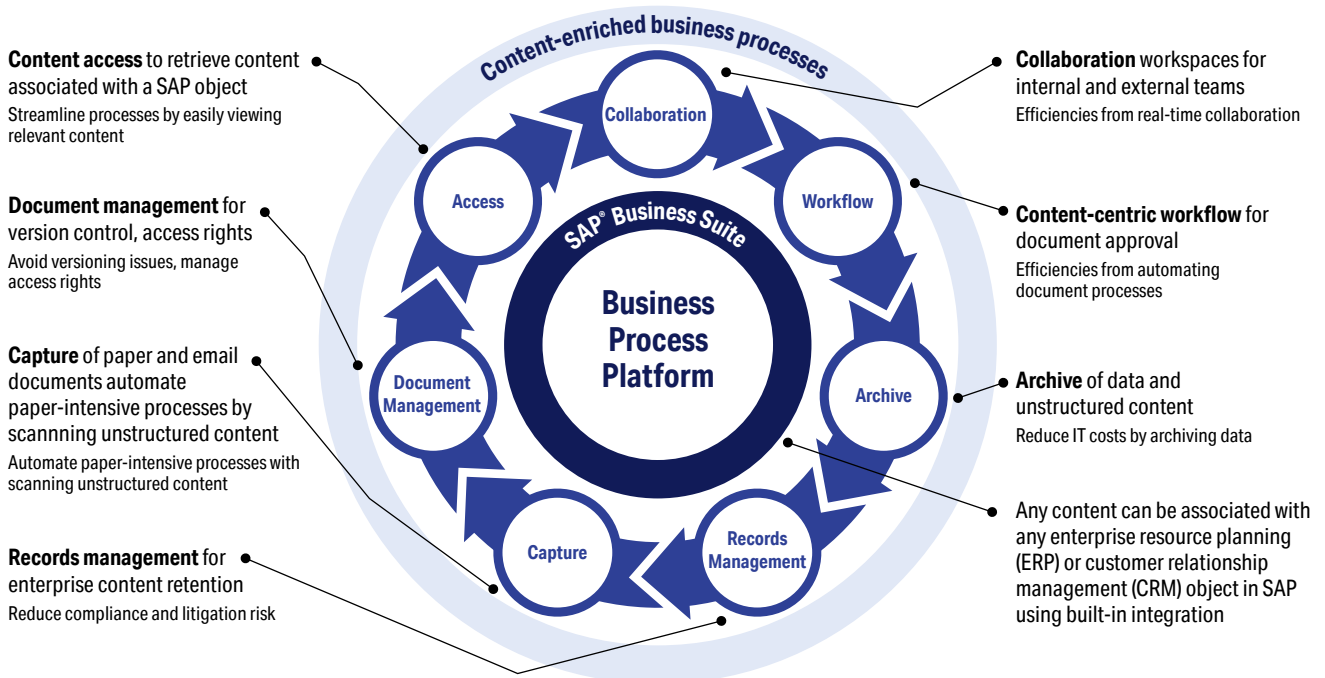 Content-enriched business processes
Content access to retrieve content
associated with a SAP object
Streamline processes by easily viewing
relevant content
Document management for
version control, access rights
Avoid versioning issues, manage
access rights
Capture of paper and email
documents automate
paper-intensive processes by
scannning unstructured content
Automate paper-intensive processes with
scanning unstructured content
Records management for
enterprise content retention
Reduce compliance and litigation risk
Collaboration
Workflow
Archive
Records
Management
Capture
Document
Management
Access
SAP® Business Suite
Business
Process
Platform
Collaboration workspaces for
internal and external teams
Efficiencies from real-time collaboration
Content-centric workflow for
document approval
Efficiencies from automating
document processes
Archive of data and
unstructured content
Reduce IT costs by archiving data
Any content can be associated with
any enterprise resource planning
(ERP) or customer relationship
management (CRM) object in SAP
using built-in integration